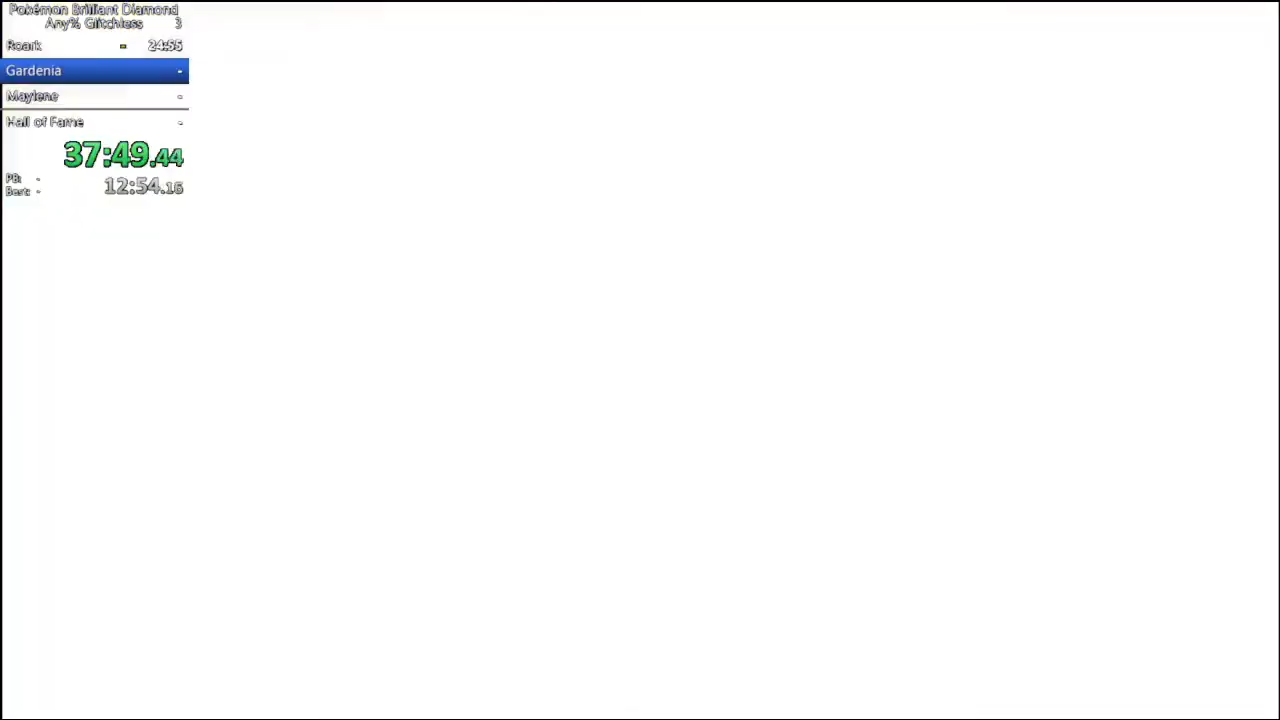 Pokémon Brilliant Diamond
Any% Glitchless 3
Roark - 24:55
Gardenia -
Maylene -
Hall of Fame -
37:49.44
PB: -
Best: - 12:54.16